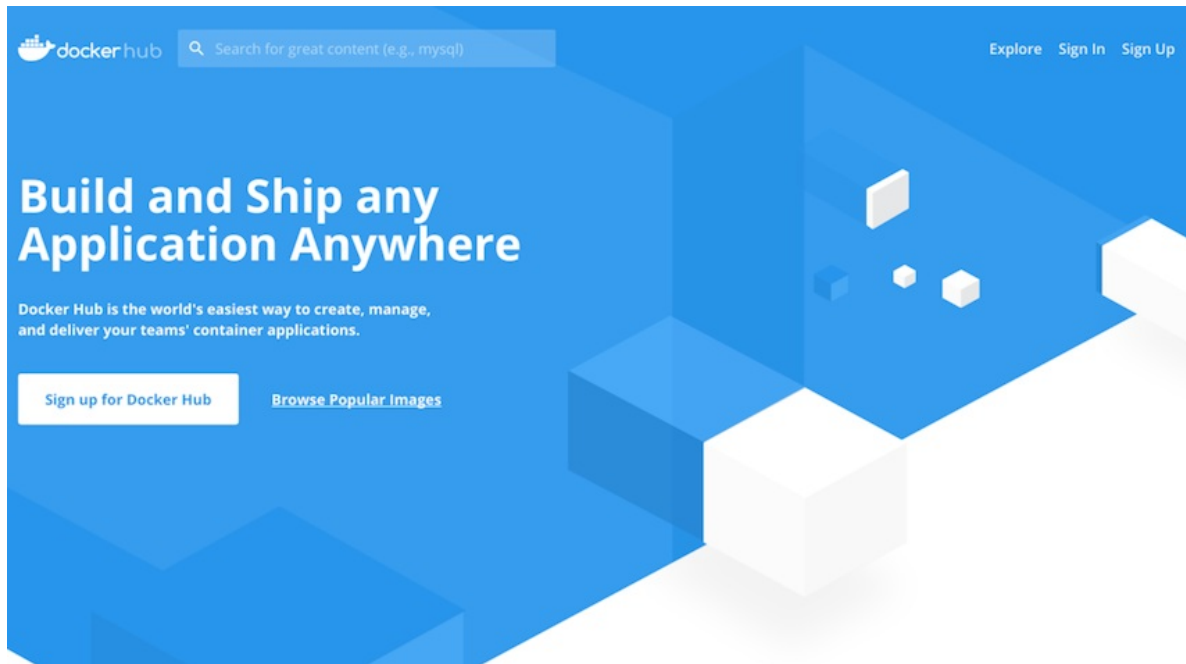 dockerhub
Search for great content (e.g., mysql)
Explore Sign In Sign Up
Build and Ship any
Application Anywhere
Docker Hub is the world's easiest way to create, manage,
and deliver your teams' container applications.
Sign up for Docker Hub
Browse Popular Images